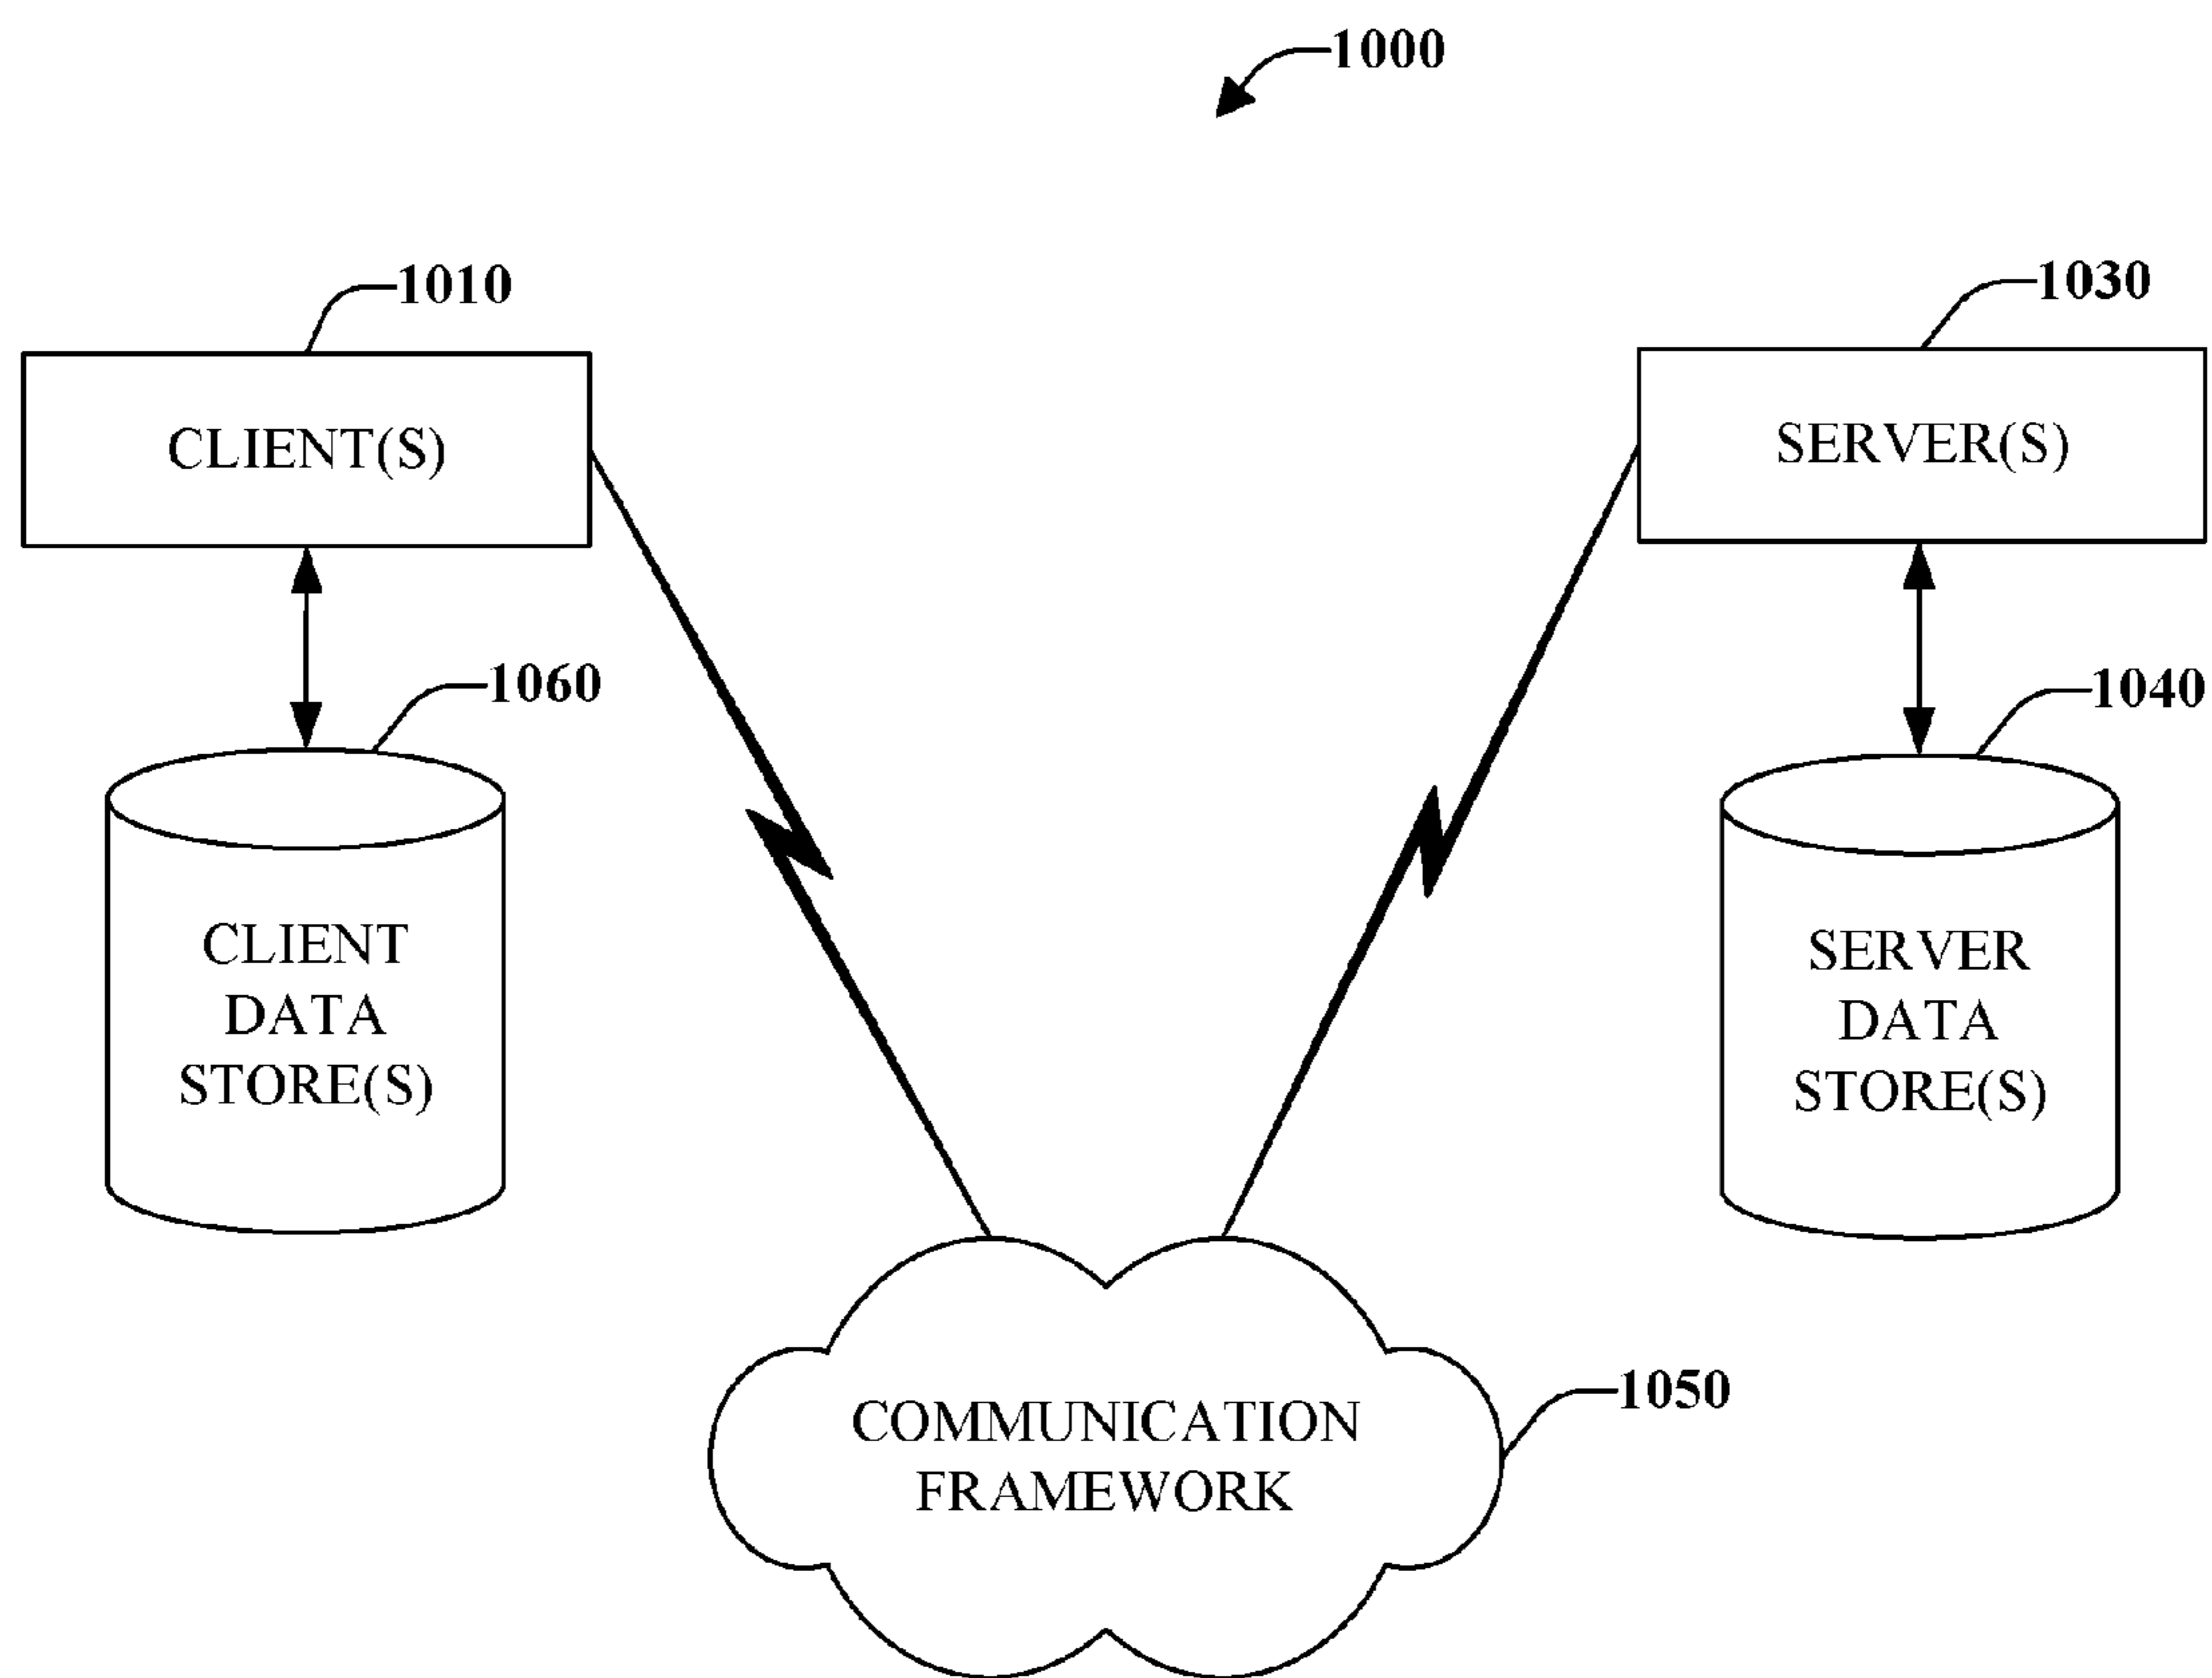 1000
1010
1030
CLIENT(S)
SERVER(S)
1060
1040
CLIENT
DATA
STORE(S)
SERVER
DATA
STORE(S)
1050
COMMUNICATION
FRAMEWORK